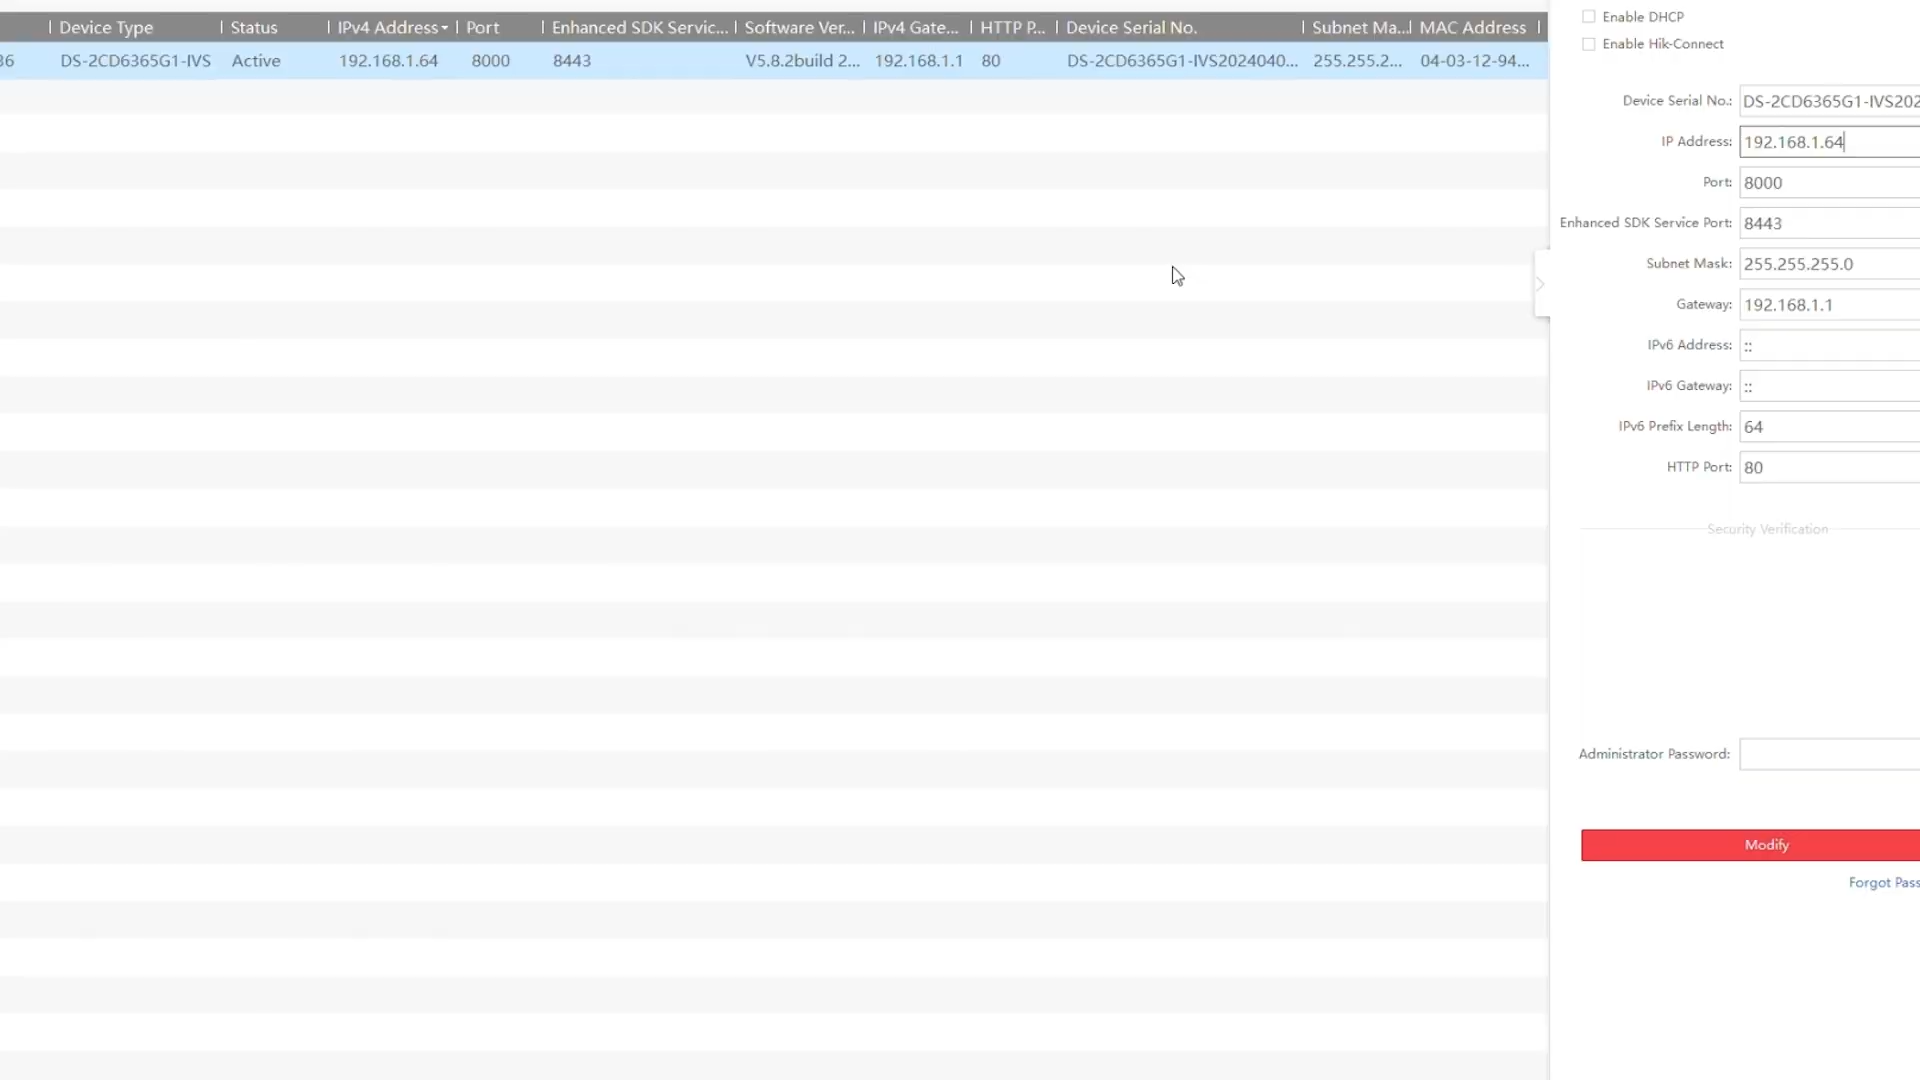 Device Type Status IPv4 Address Port Enhanced SDK Servic... Software Ver... IPv4 Gate... HTTP P... Device Serial No. Subnet Ma... MAC Address
36 DS-2CD6365G1-IVS Active 192.168.1.64 8000 8443 V5.8.2build 2... 192.168.1.1 80 DS-2CD6365G1-IVS2024040... 255.255.2... 04-03-12-94...
Enable DHCP
Enable Hik-Connect
Device Serial No.: DS-2CD6365G1-IVS202
IP Address: 192.168.1.64
Port: 8000
Enhanced SDK Service Port: 8443
Subnet Mask: 255.255.255.0
Gateway: 192.168.1.1
IPv6 Address: ::
IPv6 Gateway: ::
IPv6 Prefix Length: 64
HTTP Port: 80
Security Verification
Administrator Password:
Modify
Forgot Pass